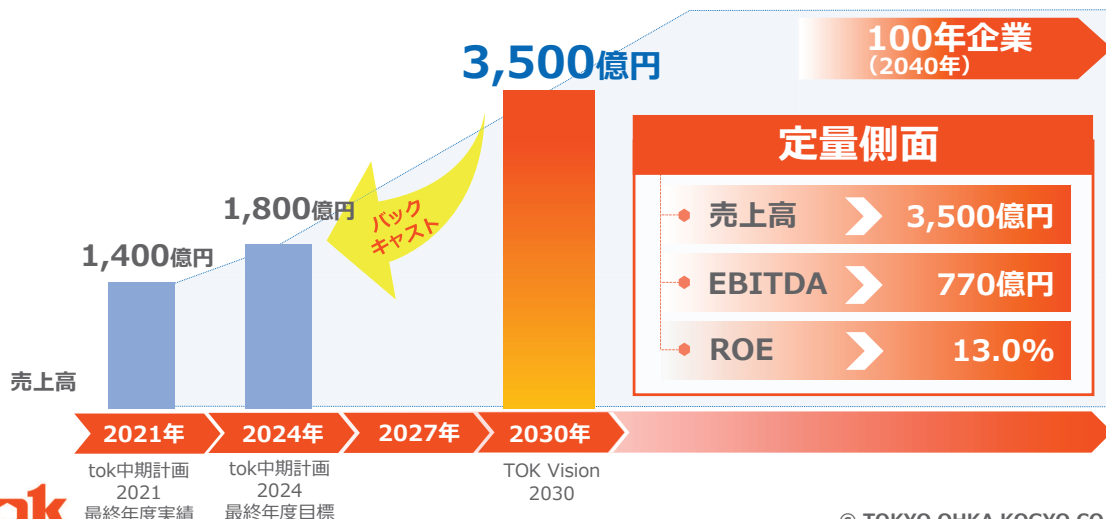 100年企業
（2040年）
3,500億円
定量側面
売上高 3,500億円
EBITDA 770億円
ROE 13.0%
バック
キャスト
1,800億円
1,400億円
売上高
2021年 2024年 2027年 2030年
tok中期計画
2021
最終年度実績
tok中期計画
2024
最終年度目標
TOK Vision
2030
© TOKYO OHKA KOGYO CO